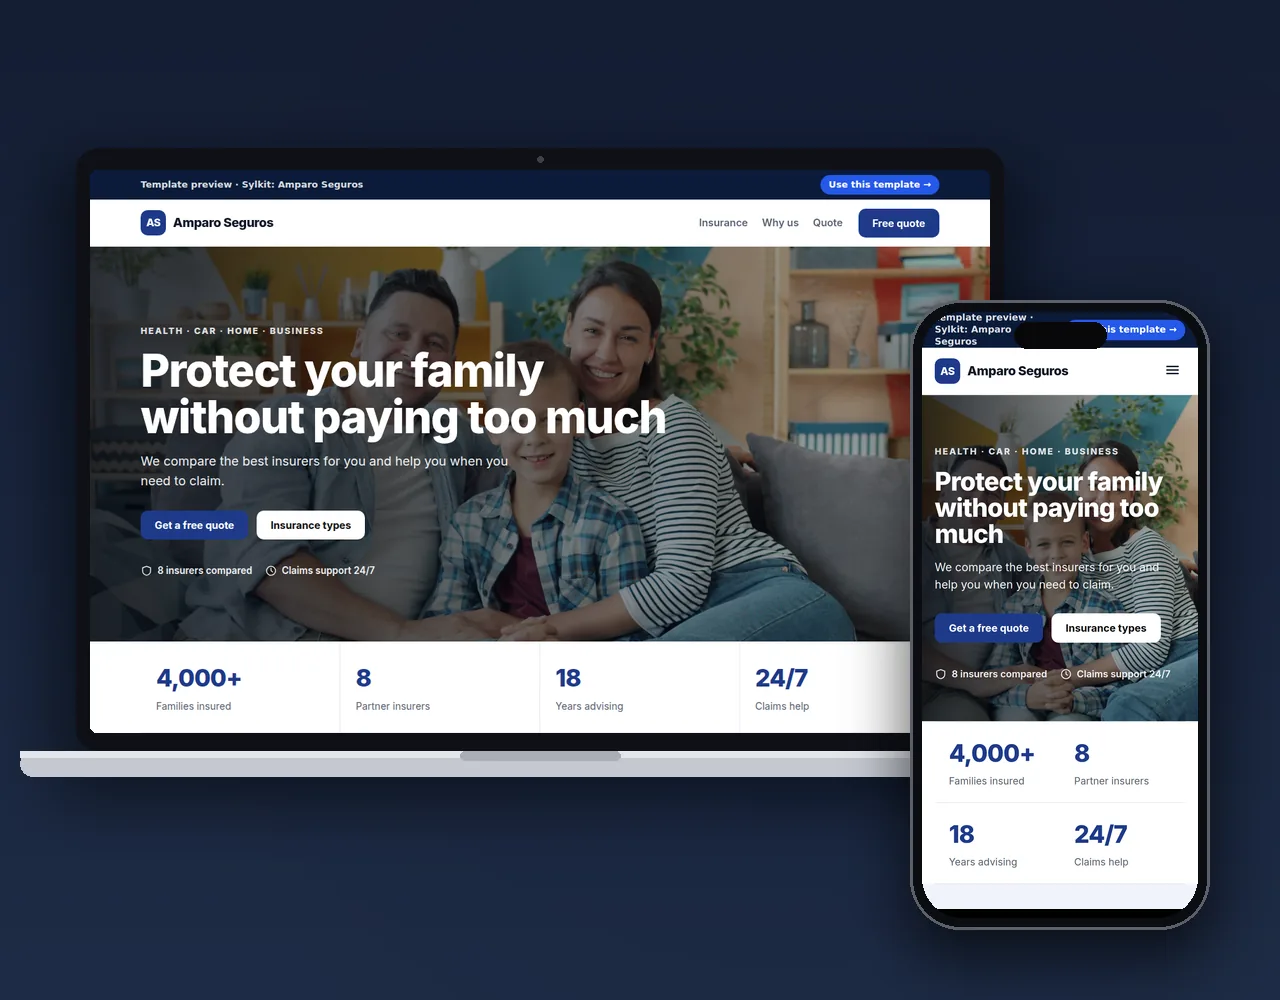 Template preview · Sylkit: Amparo Seguros
Use this template →
AS Amparo Seguros
Insurance Why us Quote Free quote
HEALTH · CAR · HOME · BUSINESS
Protect your family
without paying too much
We compare the best insurers for you and help you when you
need to claim.
Get a free quote Insurance types
8 insurers compared Claims support 24/7
4,000+ 8 18 24/7
Families insured Partner insurers Years advising Claims help
Template preview ·
Sylkit: Amparo
Seguros
this template →
AS Amparo Seguros
HEALTH · CAR · HOME · BUSINESS
Protect your family
without paying too
much
We compare the best insurers for you and
help you when you need to claim.
Get a free quote Insurance types
8 insurers compared Claims support 24/7
4,000+ 8
Families insured Partner insurers
18 24/7
Years advising Claims help